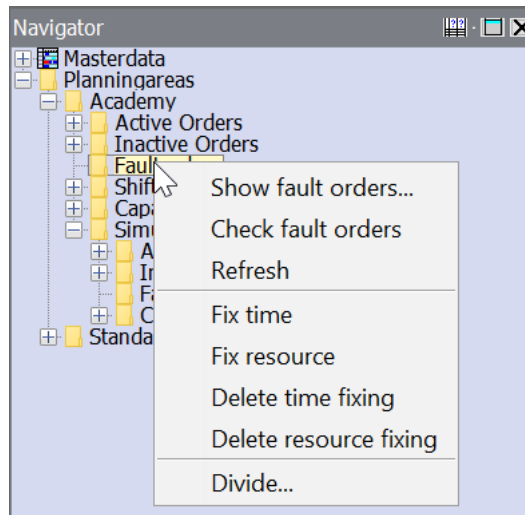 Navigator
Masterdata
Planningareas
Academy
Active Orders
Inactive Orders
Show fault orders...
Check fault orders
Refresh
Fix time
Fix resource
Delete time fixing
Delete resource fixing
Divide...